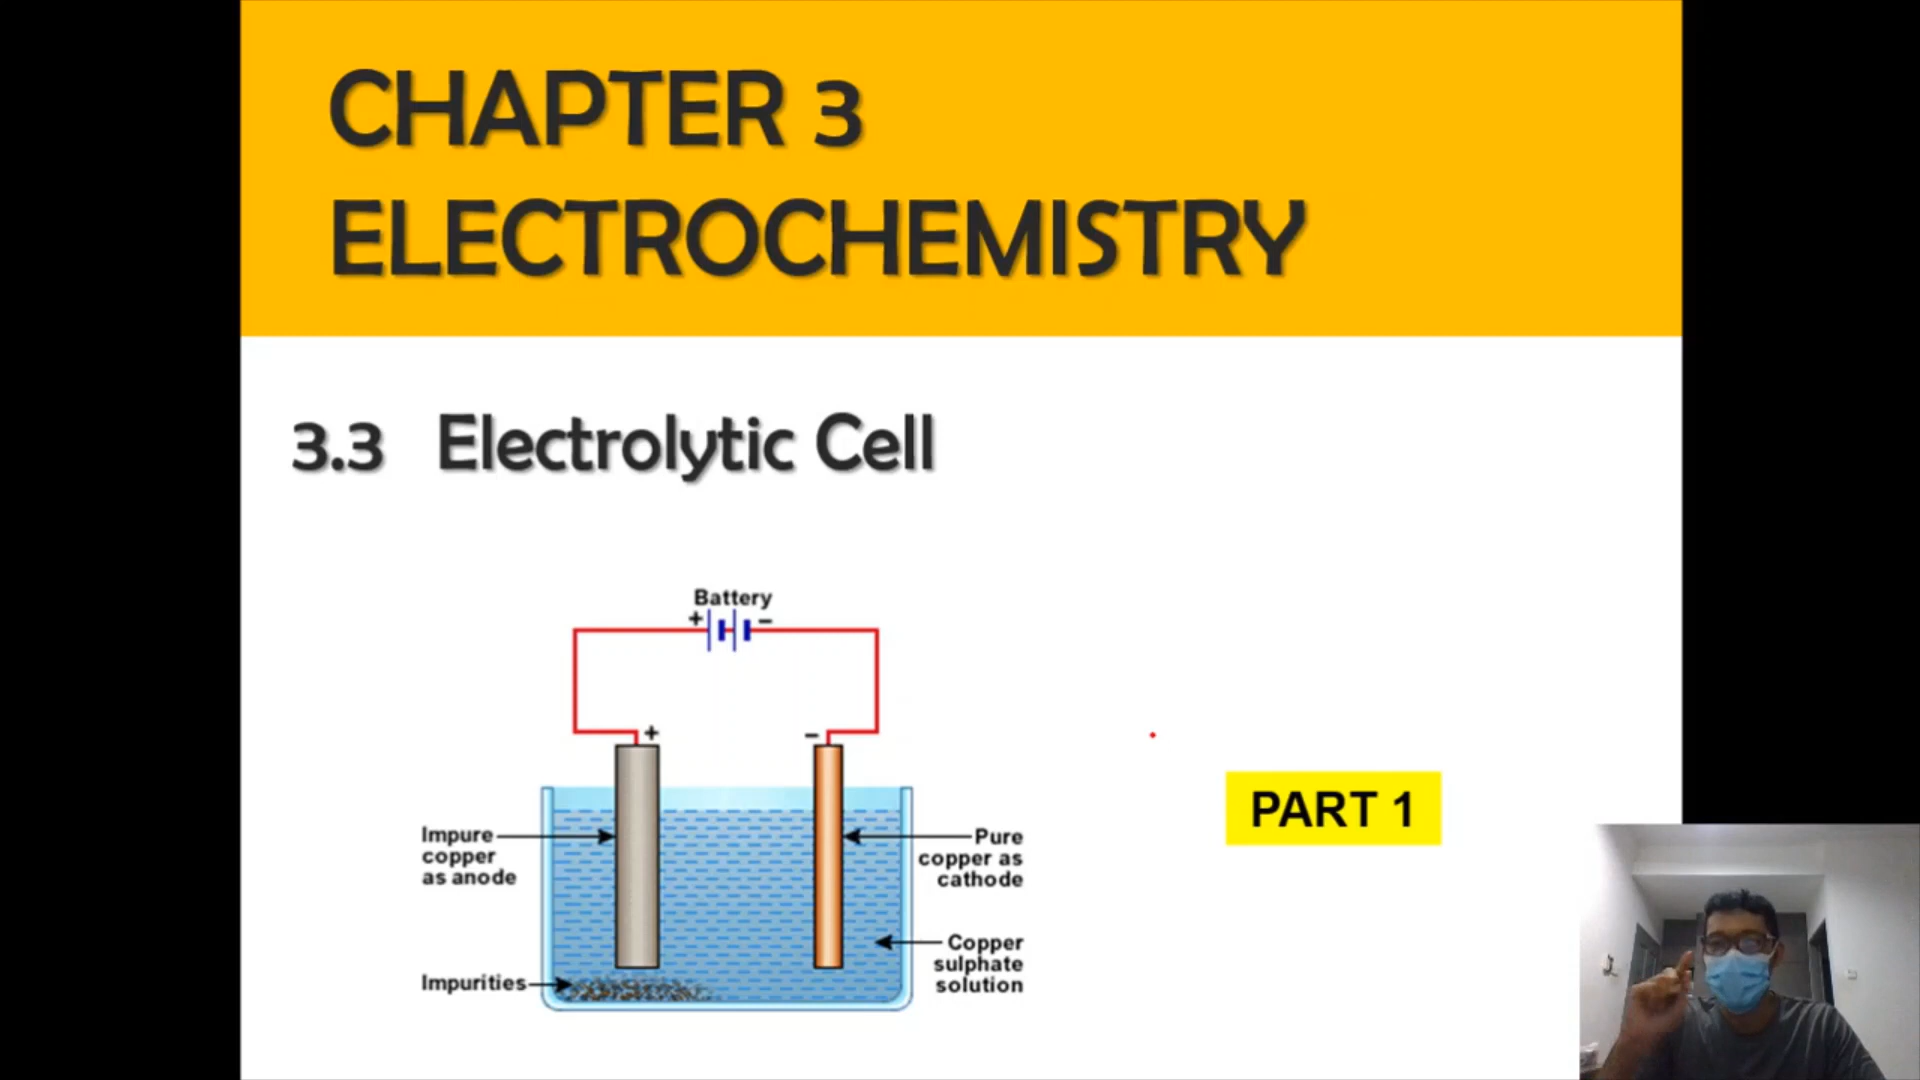 CHAPTER 3
ELECTROCHEMISTRY
3.3 Electrolytic Cell
Battery
+ −
+ −
Impure
copper
as anode
Pure
copper as
cathode
Copper
sulphate
solution
Impurities
PART 1